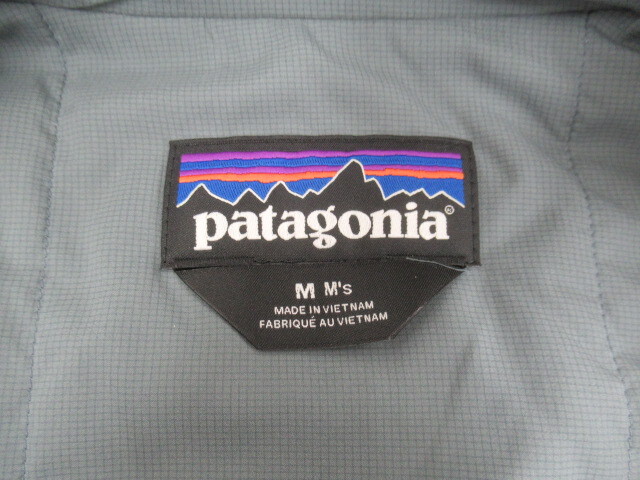 patagonia®
M M's
MADE IN VIETNAM
FABRIQUÉ AU VIETNAM